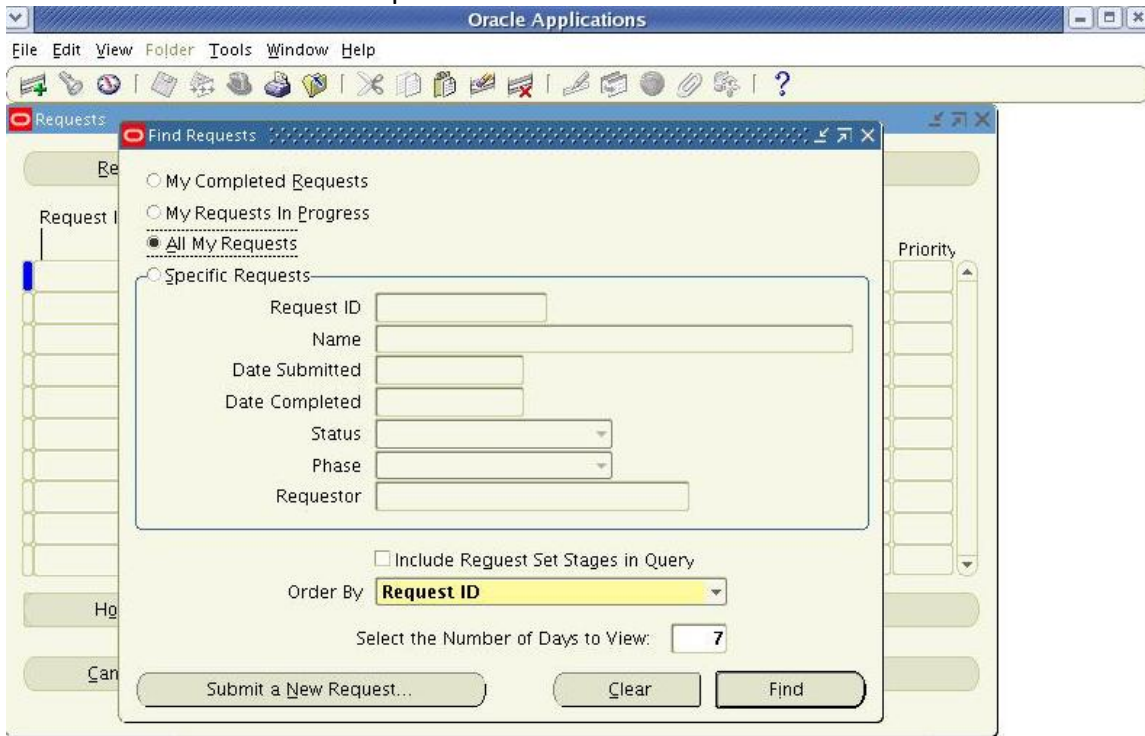 Oracle Applications
File Edit View Folder Tools Window Help
?
Requests
Find Requests
Re
My Completed Requests
Request I
My Requests In Progress
All My Requests
Priority
Specific Requests
Request ID
Name
Date Submitted
Date Completed
Status
Phase
Requestor
Include Request Set Stages in Query
Order By Request ID
Ho
Select the Number of Days to View: 7
Can
Submit a New Request... Clear Find